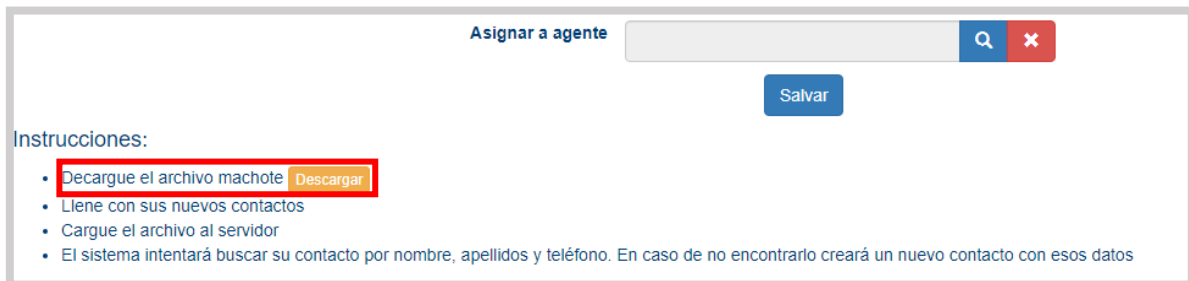 Asignar a agente
Salvar
Instrucciones:
Decargue el archivo machote Descargar
Llene con sus nuevos contactos
Cargue el archivo al servidor
El sistema intentará buscar su contacto por nombre, apellidos y teléfono. En caso de no encontrarlo creará un nuevo contacto con esos datos